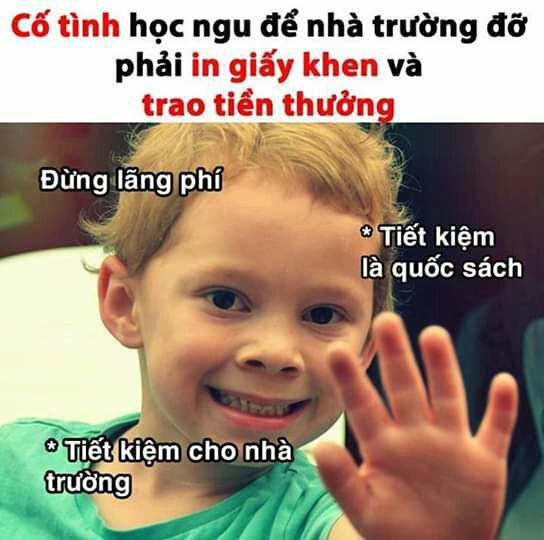 Cố tình học ngu để nhà trường đỡ
phải in giấy khen và
trao tiền thưởng
Đừng lãng phí
* Tiết kiệm
là quốc sách
* Tiết kiệm cho nhà
trường